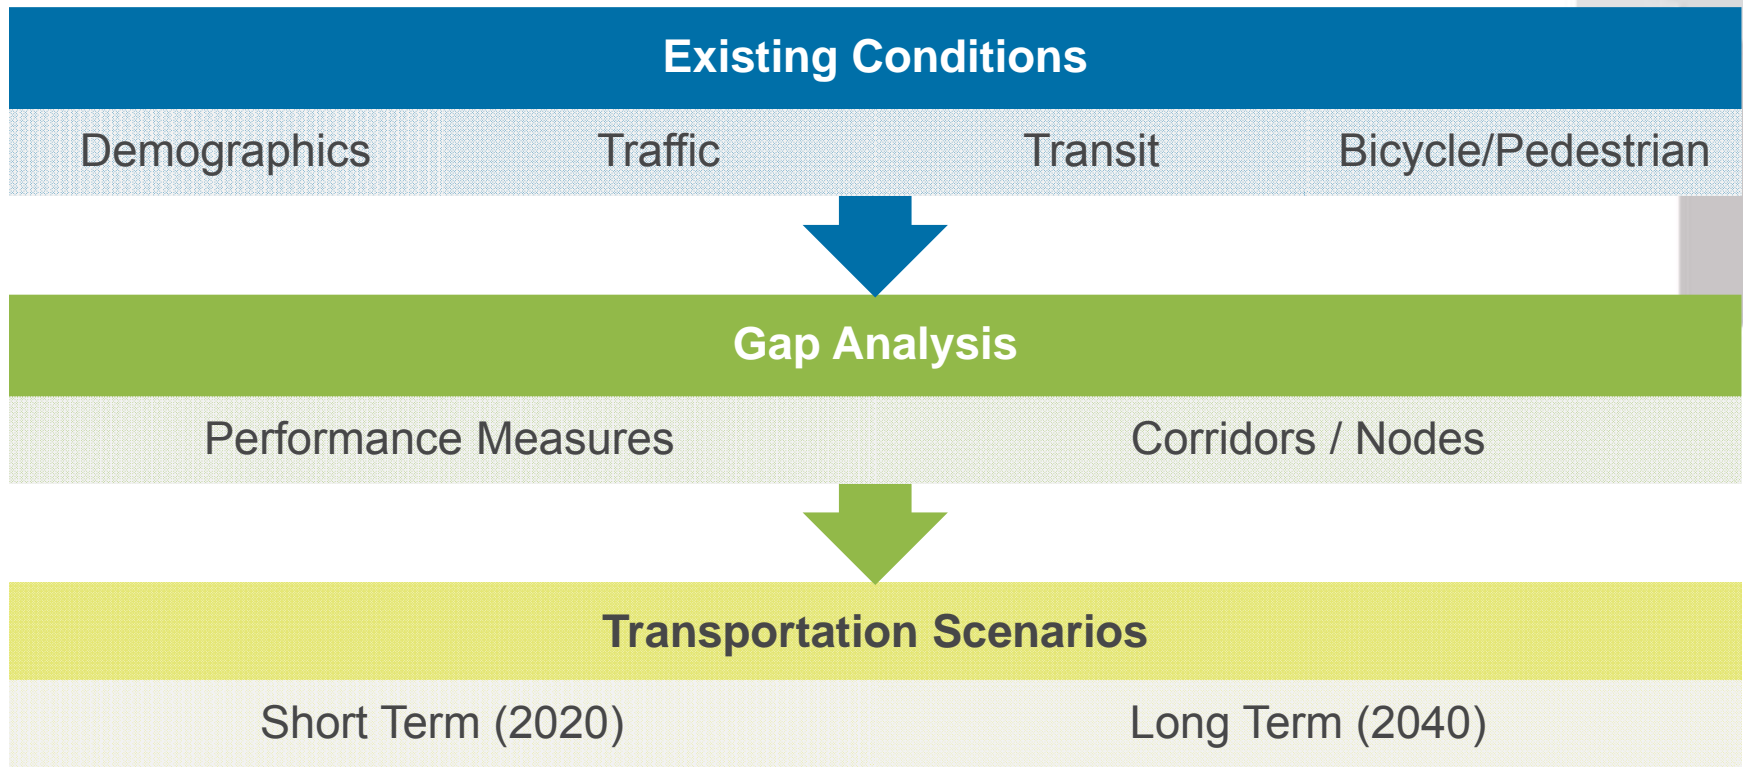 Existing Conditions
Demographics Traffic Transit Bicycle/Pedestrian
Gap Analysis
Performance Measures Corridors / Nodes
Transportation Scenarios
Short Term (2020) Long Term (2040)